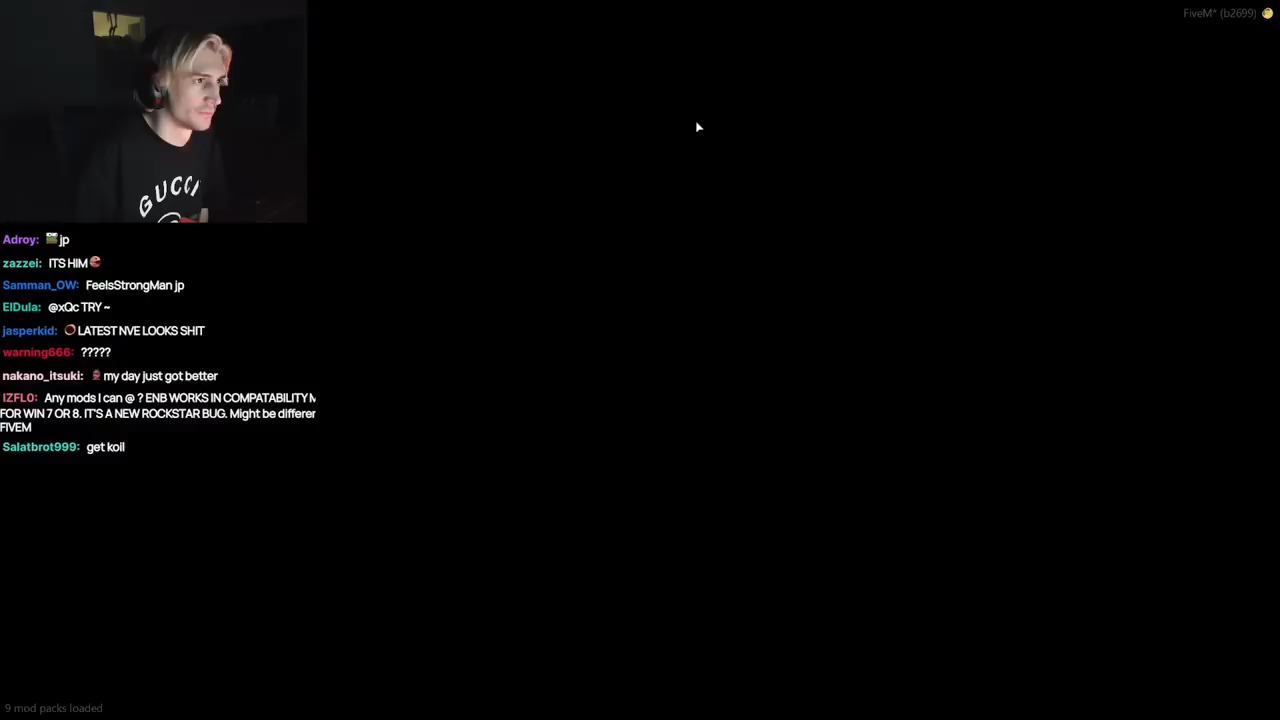 FiveM* (b2699)
GUCCI
Adroy: jp
zazzei: ITS HIM
Samman_OW: FeelsStrongMan jp
ElDula: @xQc TRY ~
jasperkid: LATEST NVE LOOKS SHIT
warning666: ?????
nakano_itsuki: my day just got better
IZFL0: Any mods I can @ ? ENB WORKS IN COMPATABILITY M
FOR WIN 7 OR 8. IT'S A NEW ROCKSTAR BUG. Might be differer
FIVEM
Salatbrot999: get koil
9 mod packs loaded